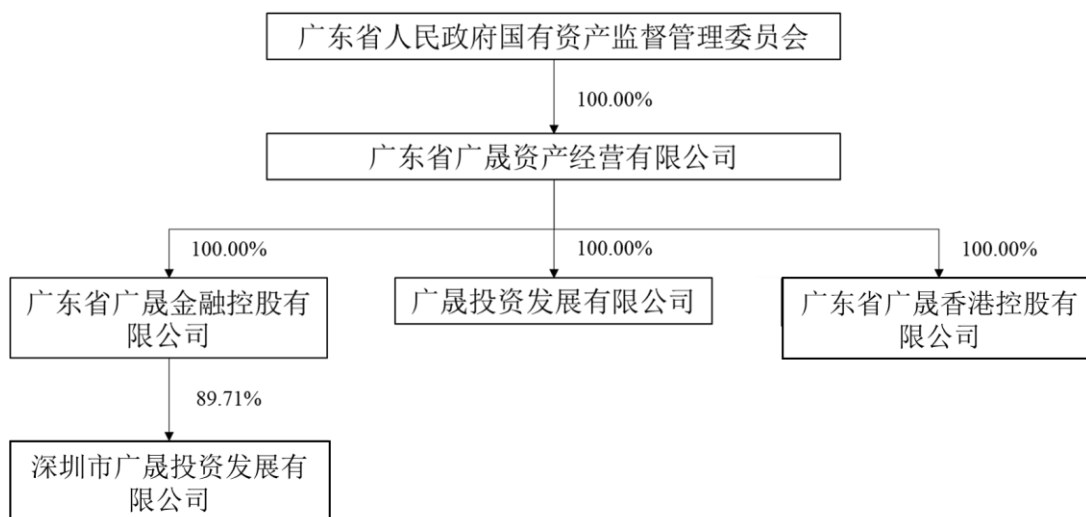 广东省人民政府国有资产监督管理委员会
100.00%
广东省广晟资产经营有限公司
100.00%
100.00%
100.00%
广东省广晟金融控股有
限公司
广晟投资发展有限公司
广东省广晟香港控股有
限公司
89.71%
深圳市广晟投资发展有
限公司